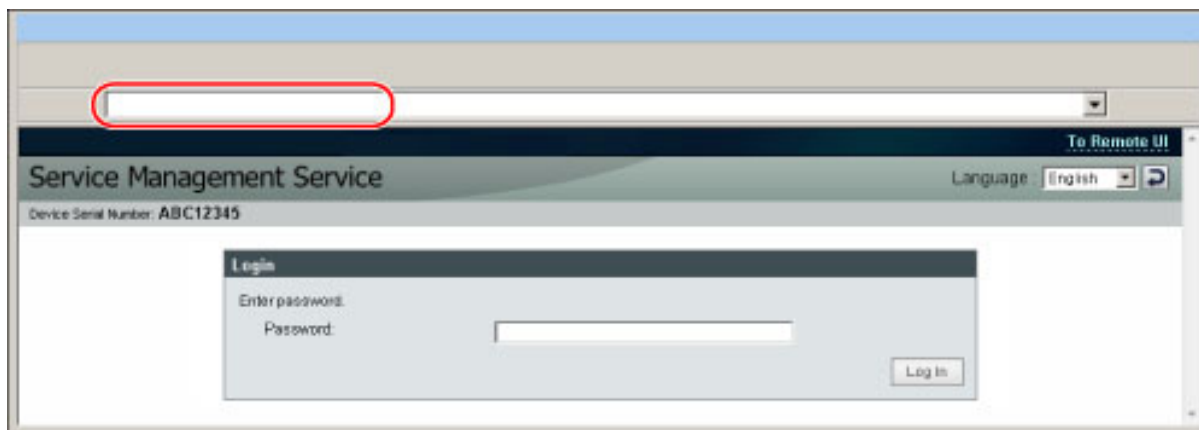 To Remote UI
Service Management Service
Language: English
Device Serial Number: ABC12345
Login
Enter password.
Password:
Log In